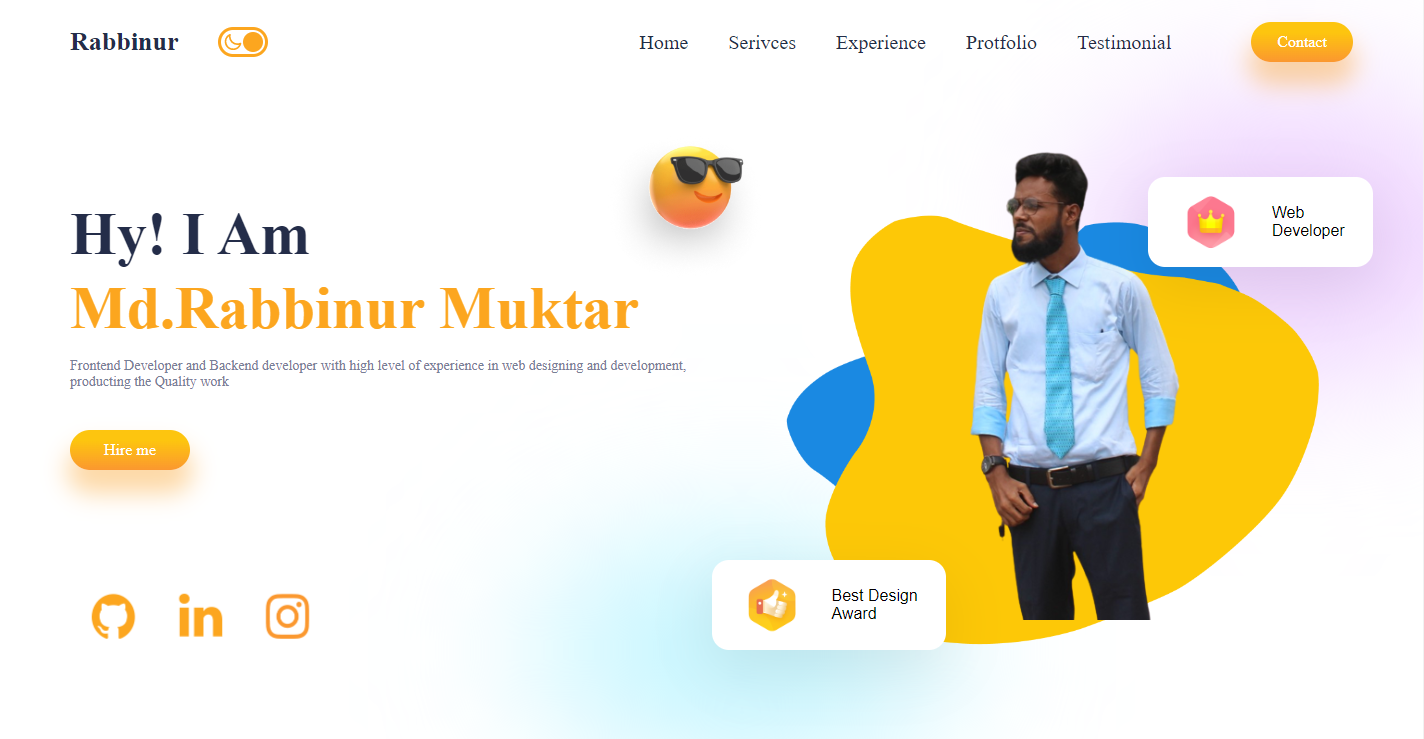 Rabbinur
Home Serivces Experience Protfolio Testimonial Contact
Web
Developer
Hy! I Am
Md.Rabbinur Muktar
Frontend Developer and Backend developer with high level of experience in web designing and development,
producting the Quality work
Hire me
Best Design
Award
in